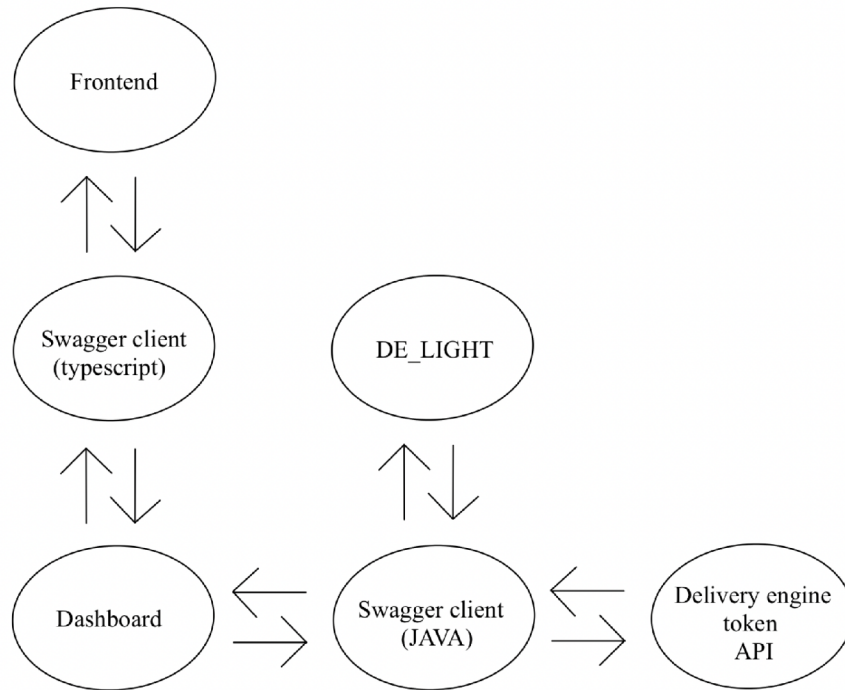 Frontend
Swagger client
(typescript)
DE_LIGHT
Dashboard
Swagger client
(JAVA)
Delivery engine
token
API